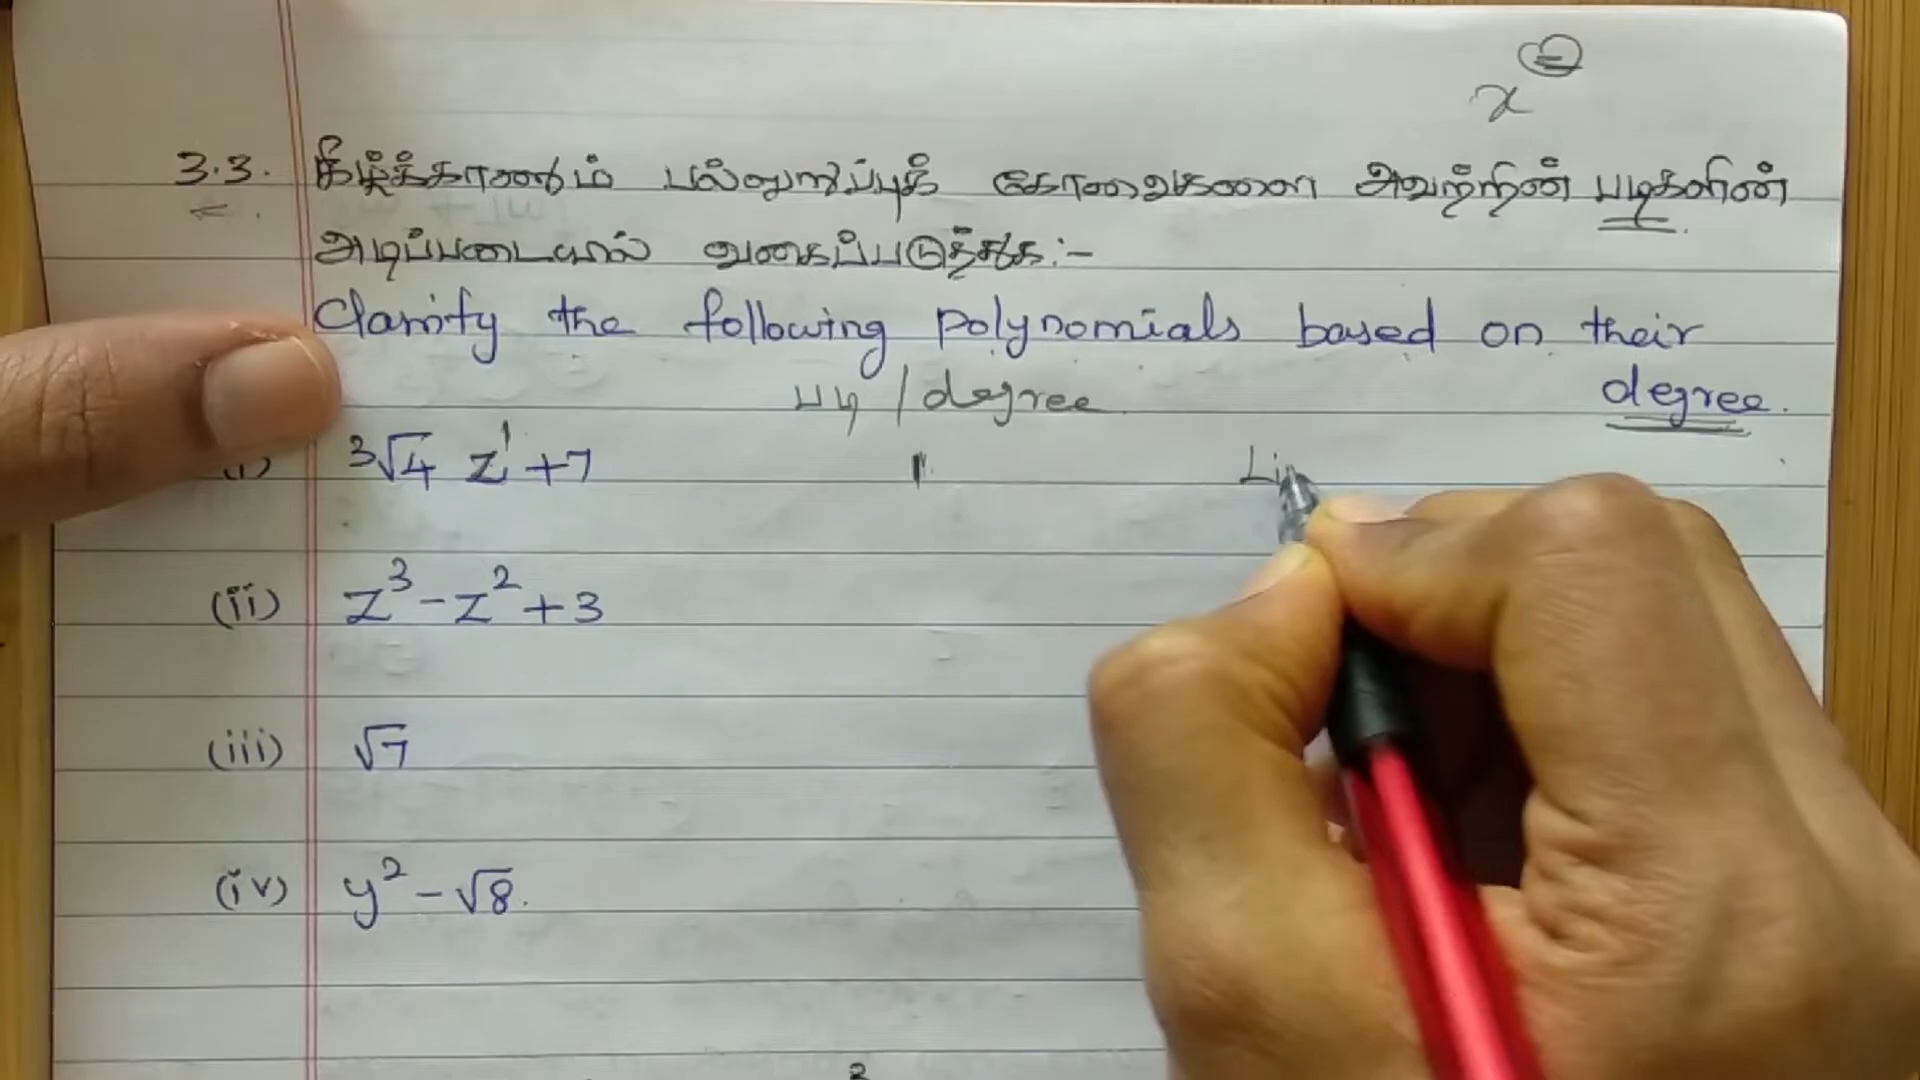 x
3.3. கீழ்க்காணும் பல்லுறுப்புக் கோவைகளை அவற்றின் படிகளின்
அடிப்படையில் வகைப்படுத்துக:-
Clarify the following polynomials based on their
degree.
படி / degree
(i) ³√4 z¹ + 7 1 Li
(ii) z³ - z² + 3
(iii) √7
(iv) y² - √8.